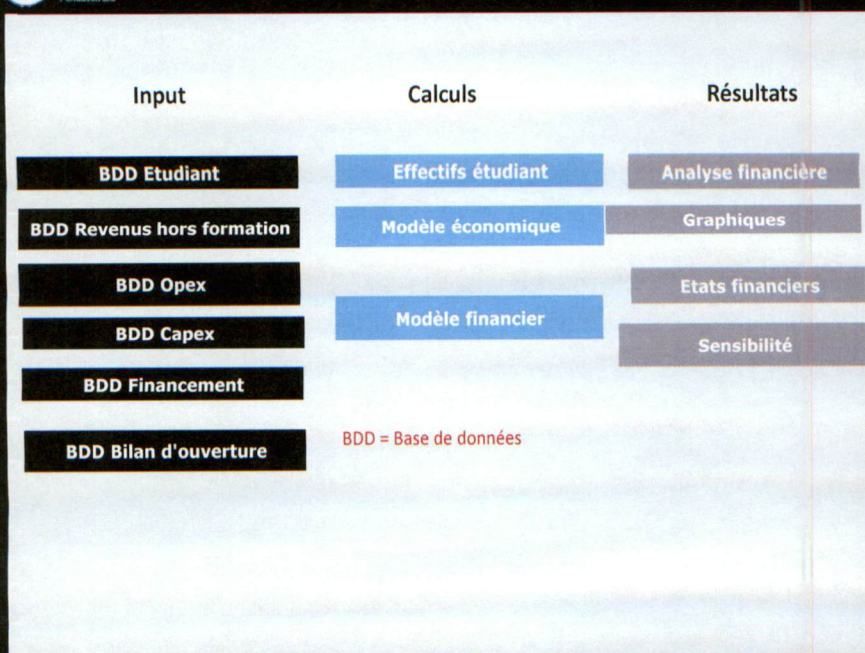 Input
Calculs
Résultats
BDD Etudiant
Effectifs étudiant
Analyse financière
BDD Revenus hors formation
Modèle économique
Graphiques
BDD Opex
Etats financiers
BDD Capex
Modèle financier
Sensibilité
BDD Financement
BDD Bilan d'ouverture
BDD = Base de données